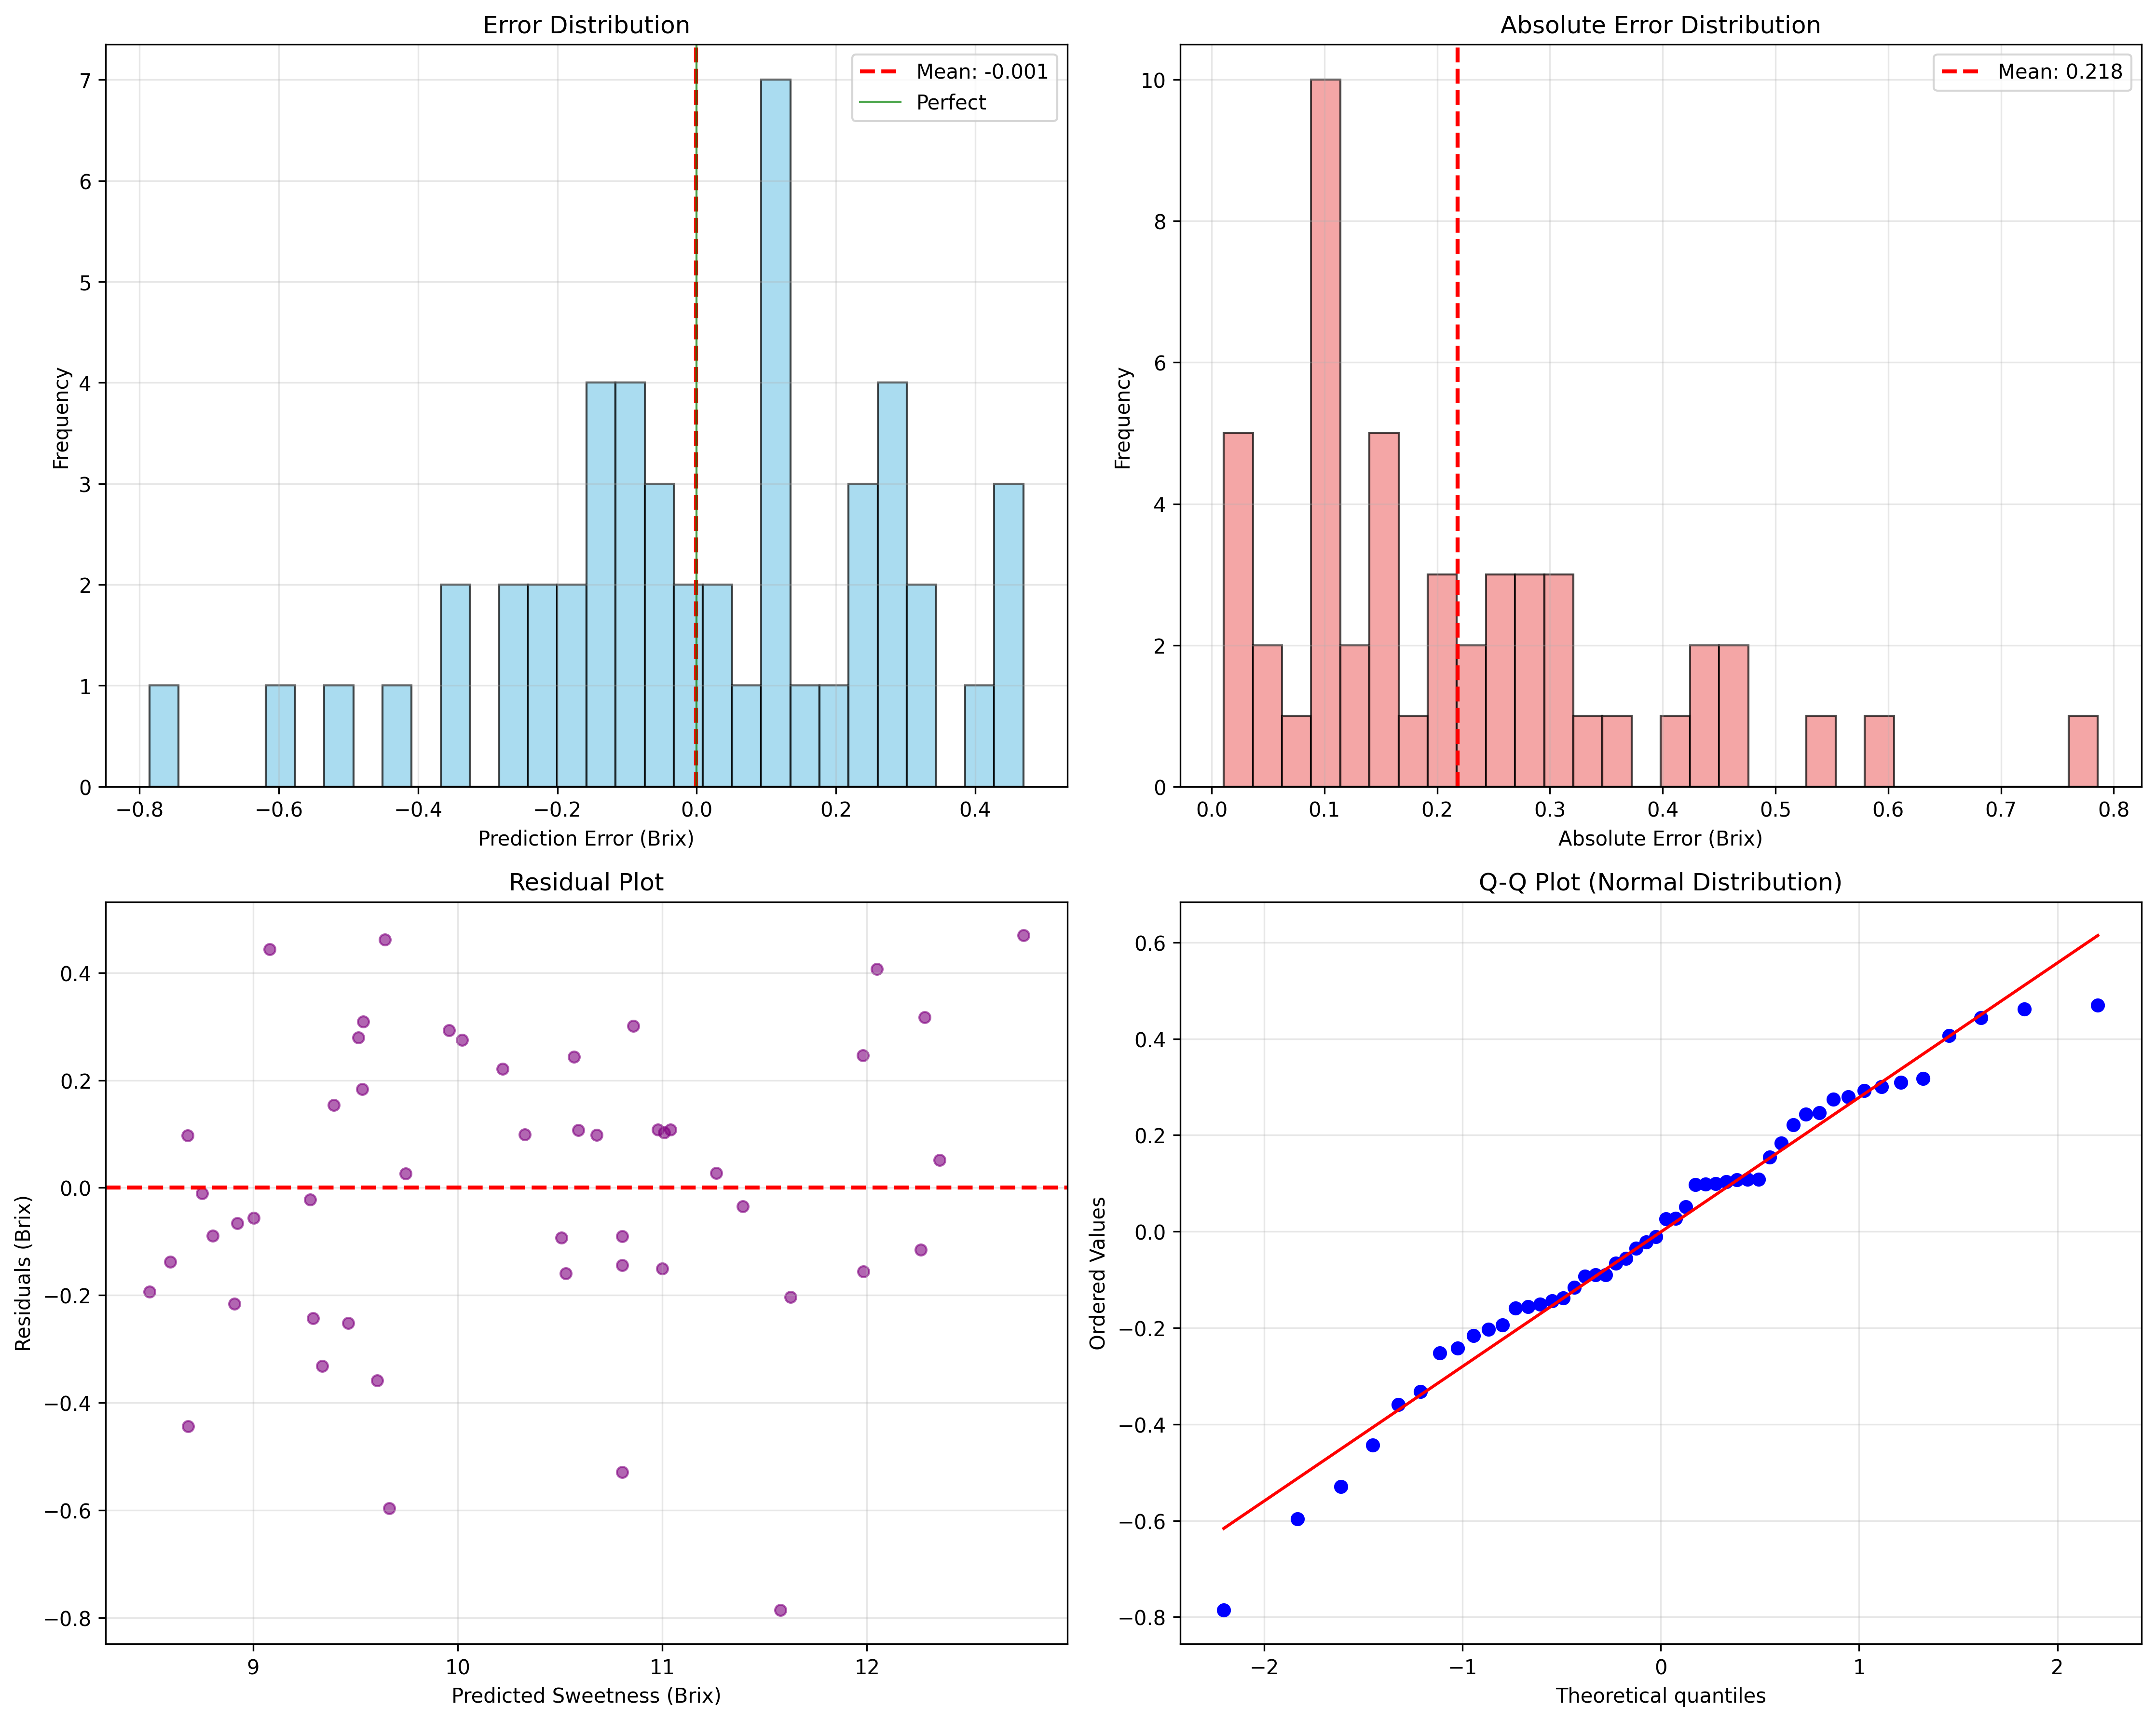 Error Distribution
Mean: -0.001
Perfect
7
6
5
4
3
2
1
0
Frequency
−0.8 −0.6 −0.4 −0.2 0.0 0.2 0.4
Prediction Error (Brix)
Absolute Error Distribution
Mean: 0.218
10
8
6
4
2
0
Frequency
0.0 0.1 0.2 0.3 0.4 0.5 0.6 0.7 0.8
Absolute Error (Brix)
Residual Plot
0.4
0.2
0.0
−0.2
−0.4
−0.6
−0.8
Residuals (Brix)
9 10 11 12
Predicted Sweetness (Brix)
Q-Q Plot (Normal Distribution)
0.6
0.4
0.2
0.0
−0.2
−0.4
−0.6
−0.8
Ordered Values
−2 −1 0 1 2
Theoretical quantiles